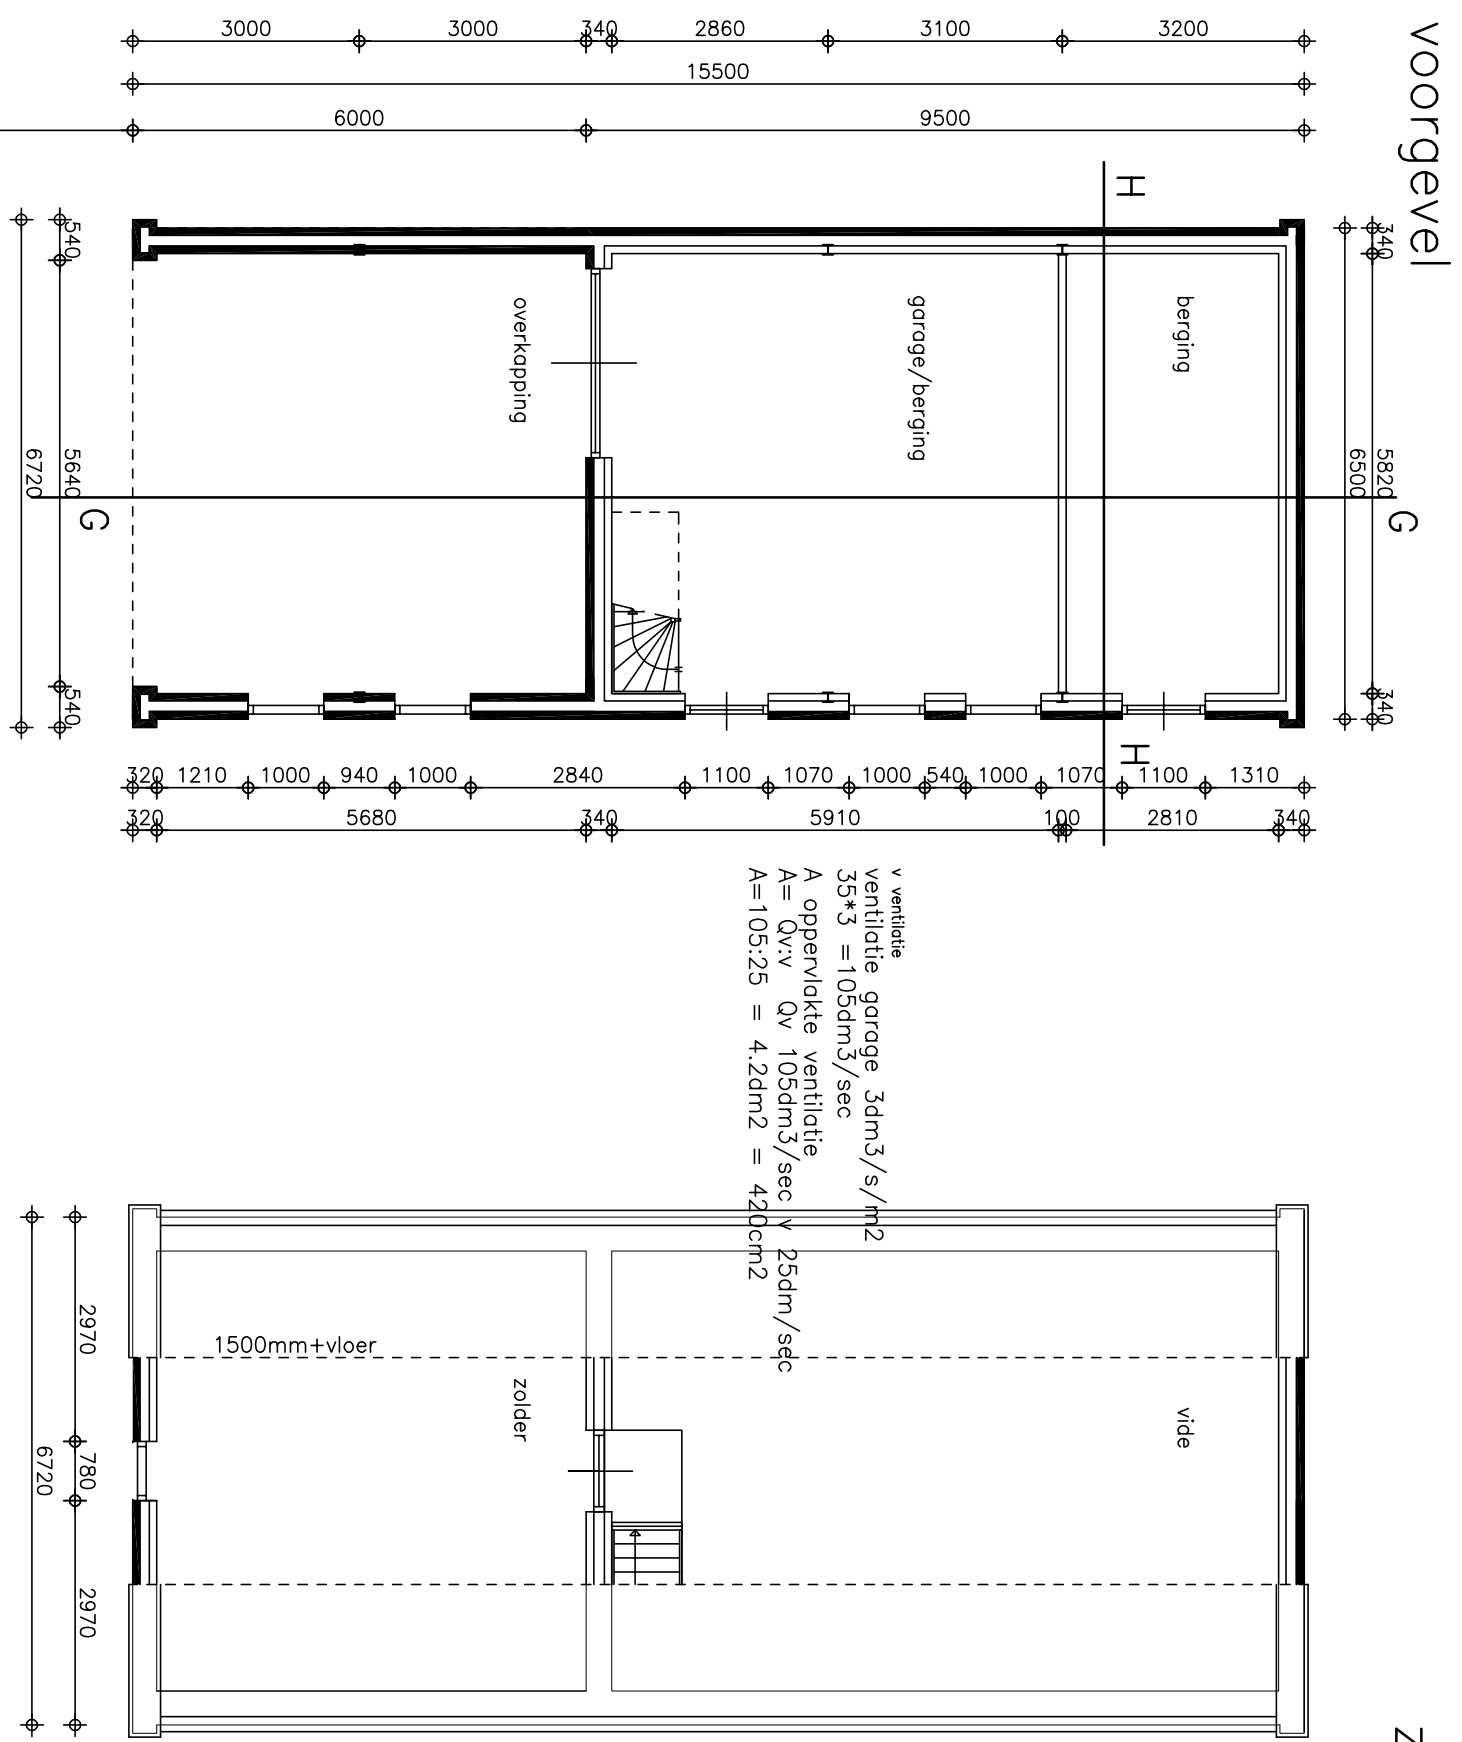 voorgevel
3000 3000 340 2860 3100 3200
15500
6000 9500
H
340 5820 340
6500
G
540 5640 540
6720
G
berging
garage/berging
overkapping
H
320 1210 1000 940 1000 2840 1100 1070 1000 540 1000 1070 1100 1310
320 5680 340 5910 100 2810 340
v ventilatie
ventilatie garage 3dm3/s/m2
35*3 =105dm3/sec
A oppervlakte ventilatie
A= Qv:v Qv 105dm3/sec v 25dm/sec
A=105:25 = 4.2dm2 = 420cm2
1500mm+vloer
zolder
vide
2970 780 2970
6720
z